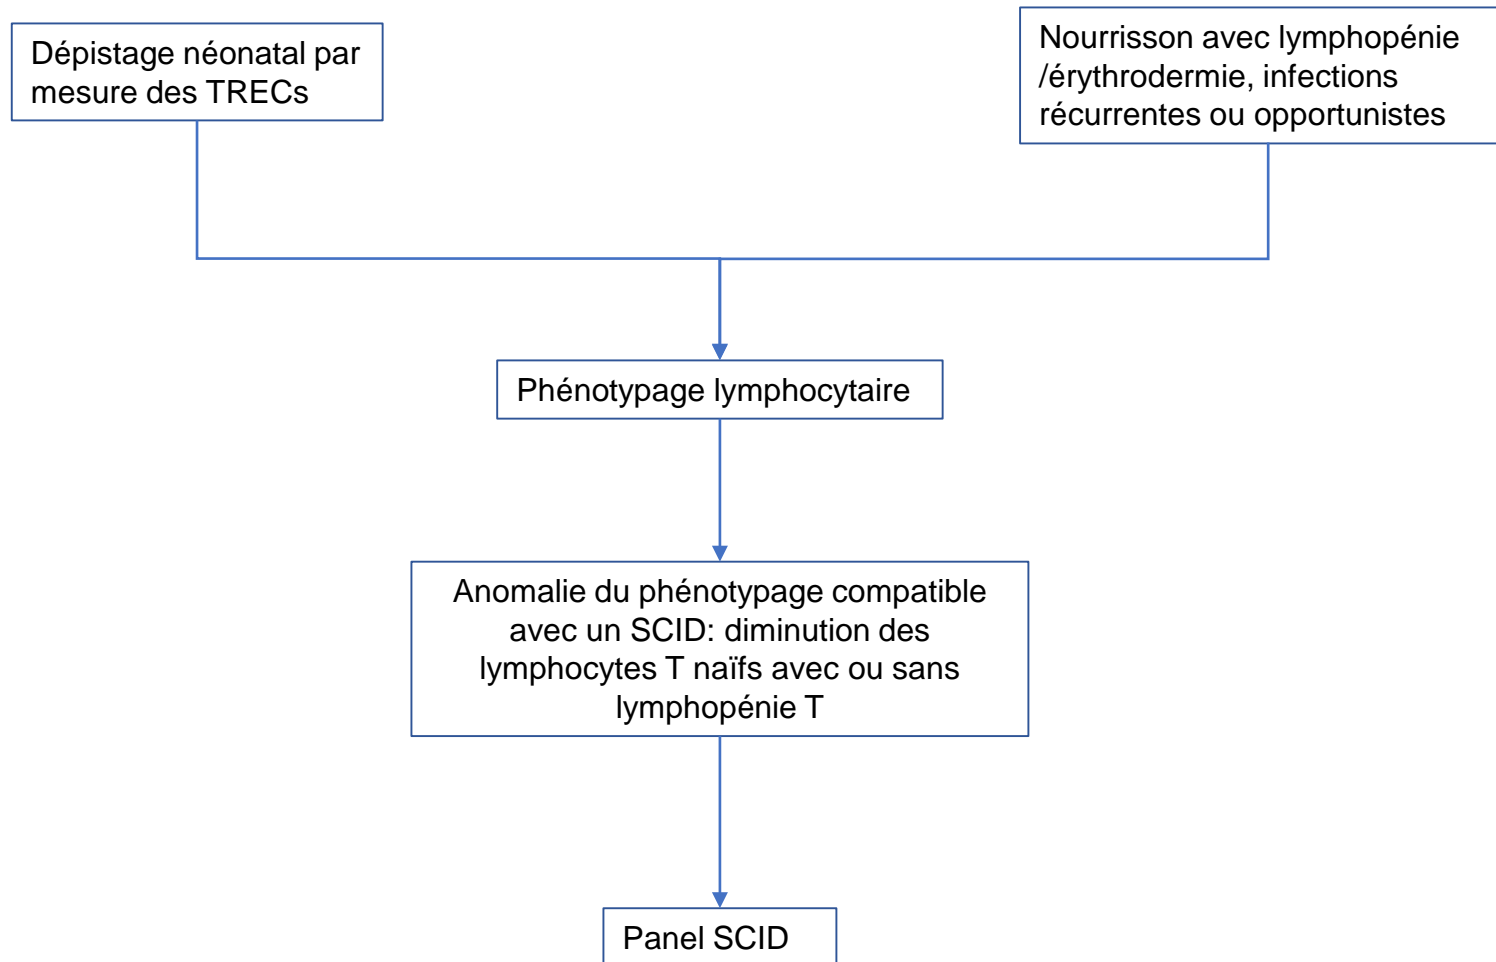 Dépistage néonatal par
mesure des TRECs
Nourrisson avec lymphopénie
/érythrodermie, infections
récurrentes ou opportunistes
Phénotypage lymphocytaire
Anomalie du phénotypage compatible
avec un SCID: diminution des
lymphocytes T naïfs avec ou sans
lymphopénie T
Panel SCID